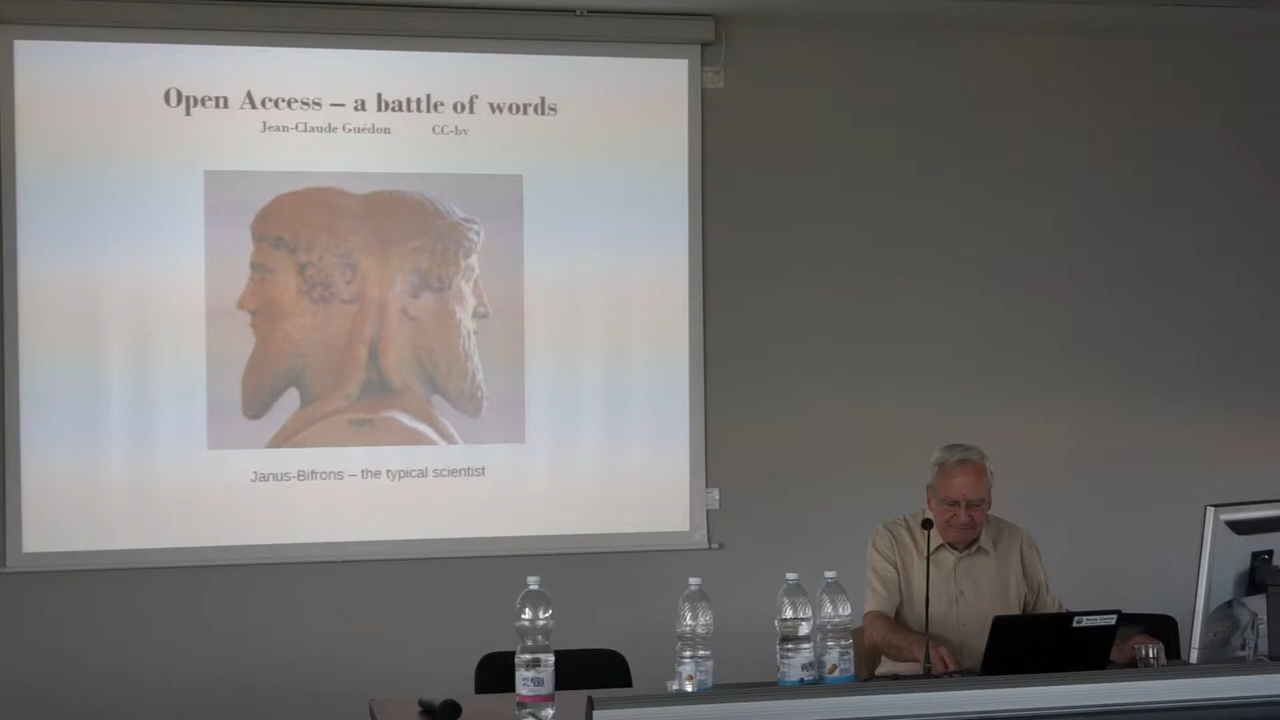 Open Access – a battle of words
Jean-Claude Guédon CC-by
Janus-Bifrons – the typical scientist